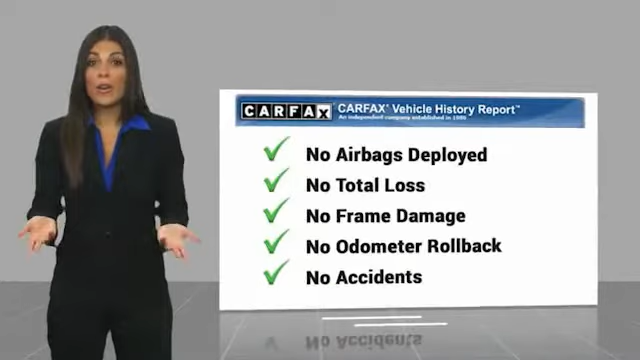 CARFAX CARFAX® Vehicle History Report™
An independent company established in 1986
No Airbags Deployed
No Total Loss
No Frame Damage
No Odometer Rollback
No Accidents